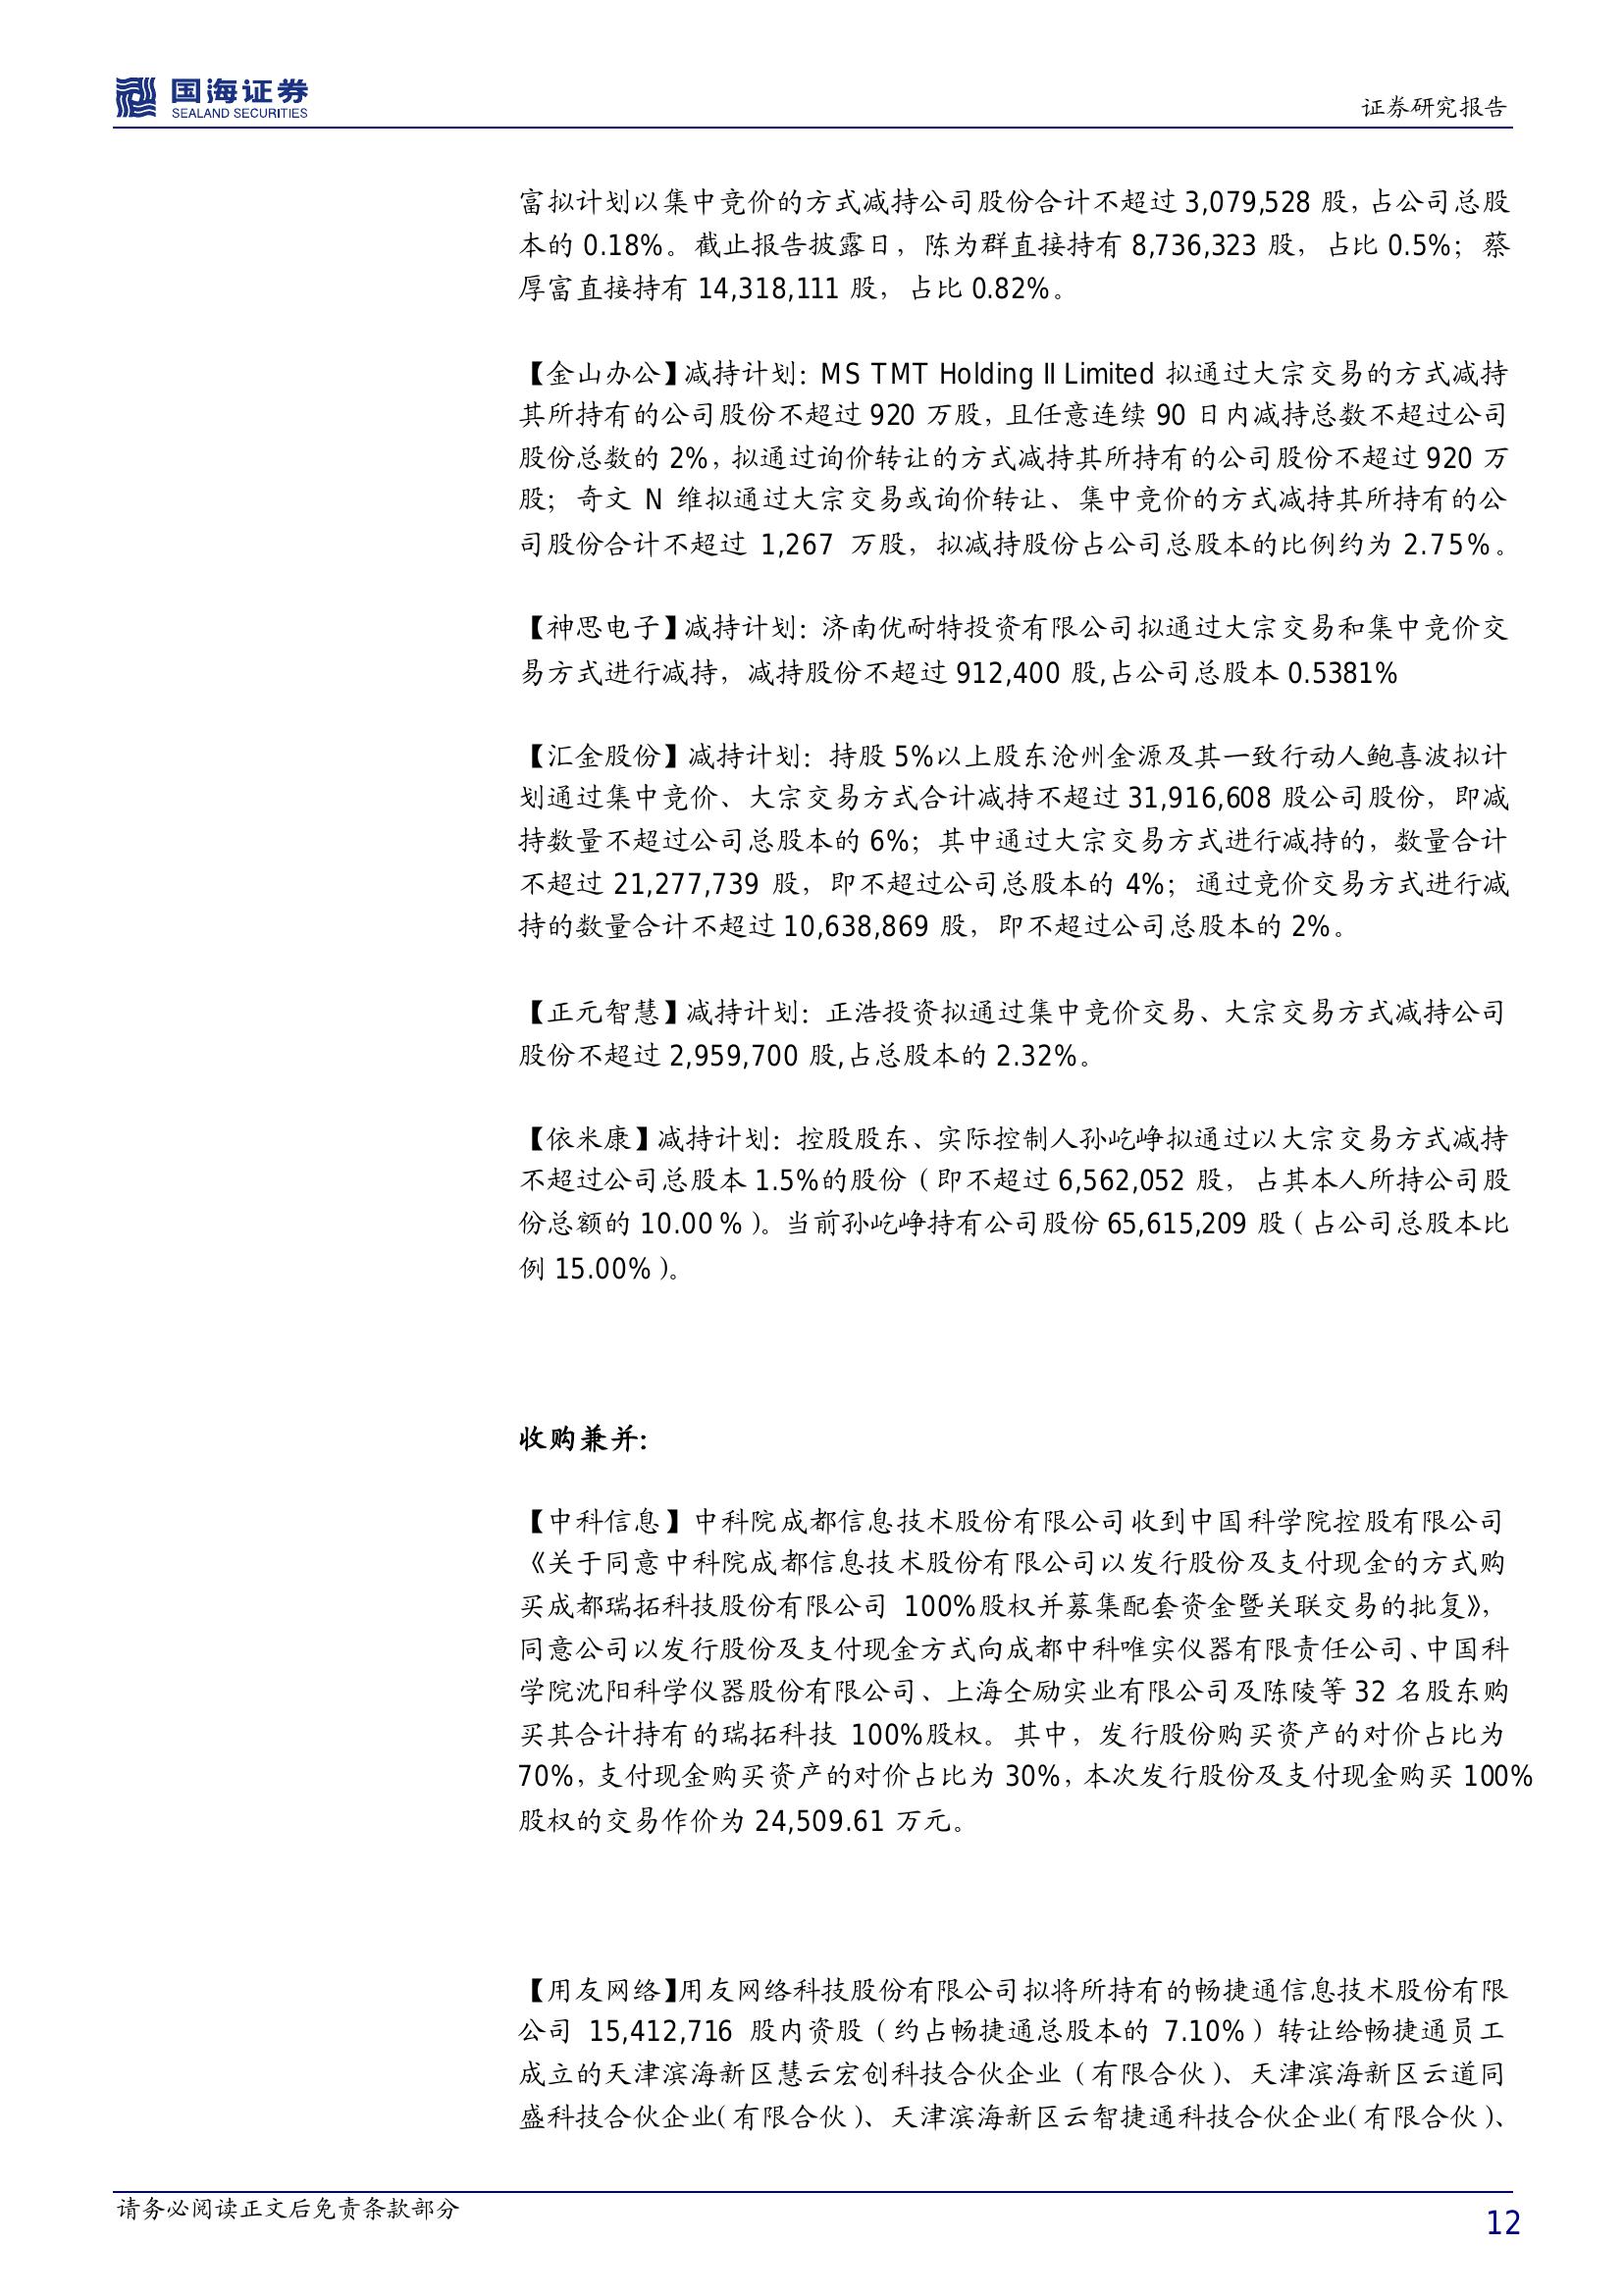 国海证券
SEALAND SECURITIES
证券研究报告
富拟计划以集中竞价的方式减持公司股份合计不超过 3,079,528 股，占公司总股
本的 0.18%。截止报告披露日，陈为群直接持有 8,736,323 股，占比 0.5%；蔡
厚富直接持有 14,318,111 股，占比 0.82%。
【金山办公】减持计划：MS TMT Holding II Limited 拟通过大宗交易的方式减持
其所持有的公司股份不超过 920 万股，且任意连续 90 日内减持总数不超过公司
股份总数的 2%，拟通过询价转让的方式减持其所持有的公司股份不超过 920 万
股；奇文 N 维拟通过大宗交易或询价转让、集中竞价的方式减持其所持有的公
司股份合计不超过 1,267 万股，拟减持股份占公司总股本的比例约为 2.75%。
【神思电子】减持计划：济南优耐特投资有限公司拟通过大宗交易和集中竞价交
易方式进行减持，减持股份不超过 912,400 股,占公司总股本 0.5381%
【汇金股份】减持计划：持股 5%以上股东沧州金源及其一致行动人鲍喜波拟计
划通过集中竞价、大宗交易方式合计减持不超过 31,916,608 股公司股份，即减
持数量不超过公司总股本的 6%；其中通过大宗交易方式进行减持的，数量合计
不超过 21,277,739 股，即不超过公司总股本的 4%；通过竞价交易方式进行减
持的数量合计不超过 10,638,869 股，即不超过公司总股本的 2%。
【正元智慧】减持计划：正浩投资拟通过集中竞价交易、大宗交易方式减持公司
股份不超过 2,959,700 股,占总股本的 2.32%。
【依米康】减持计划：控股股东、实际控制人孙屹峥拟通过以大宗交易方式减持
不超过公司总股本 1.5%的股份（即不超过 6,562,052 股，占其本人所持公司股
份总额的 10.00%）。当前孙屹峥持有公司股份 65,615,209 股（占公司总股本比
例 15.00%）。
收购兼并：
【中科信息】中科院成都信息技术股份有限公司收到中国科学院控股有限公司
《关于同意中科院成都信息技术股份有限公司以发行股份及支付现金的方式购
买成都瑞拓科技股份有限公司 100%股权并募集配套资金暨关联交易的批复》，
同意公司以发行股份及支付现金方式向成都中科唯实仪器有限责任公司、中国科
学院沈阳科学仪器股份有限公司、上海仝励实业有限公司及陈陵等 32 名股东购
买其合计持有的瑞拓科技 100%股权。其中，发行股份购买资产的对价占比为
70%，支付现金购买资产的对价占比为 30%，本次发行股份及支付现金购买 100%
股权的交易作价为 24,509.61 万元。
【用友网络】用友网络科技股份有限公司拟将所持有的畅捷通信息技术股份有限
公司 15,412,716 股内资股（约占畅捷通总股本的 7.10%）转让给畅捷通员工
成立的天津滨海新区慧云宏创科技合伙企业（有限合伙）、天津滨海新区云道同
盛科技合伙企业（有限合伙）、天津滨海新区云智捷通科技合伙企业（有限合伙）、
请务必阅读正文后免责条款部分
12